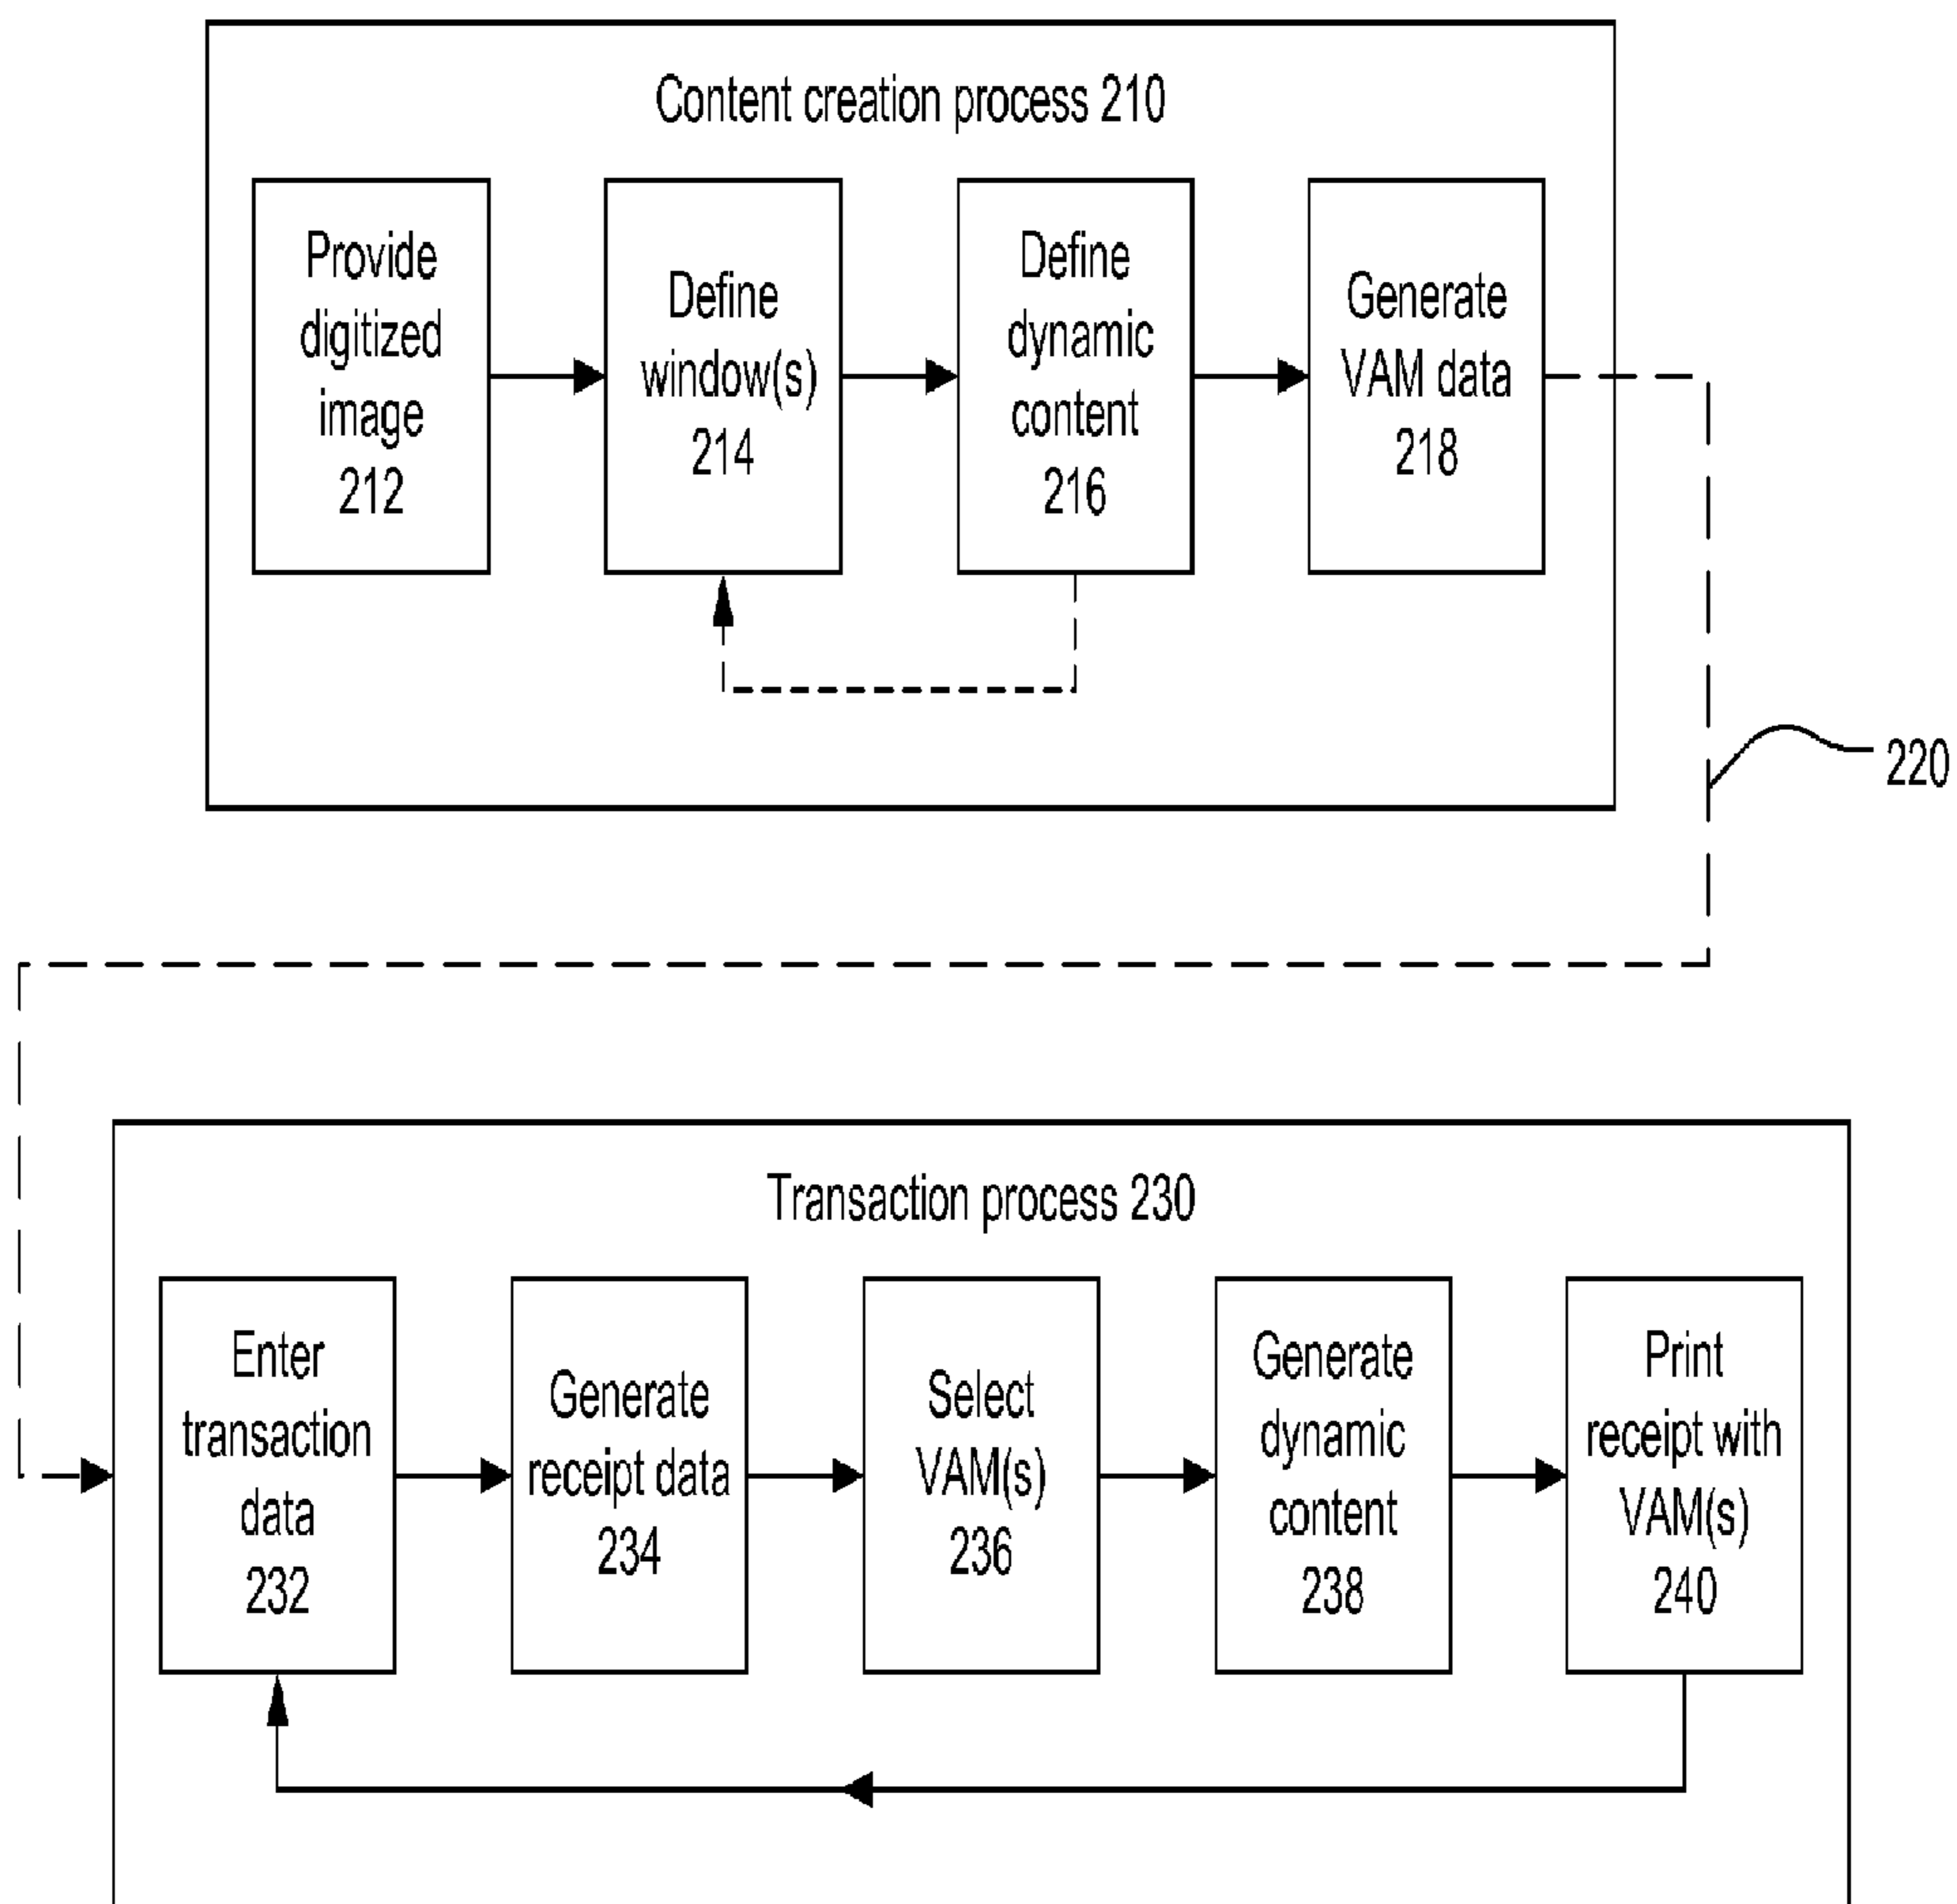 Content creation process 210
Provide
digitized
image
212
Define
window(s)
214
Define
dynamic
content
216
Generate
VAM data
218
220
Transaction process 230
Enter
transaction
data
232
Generate
receipt data
234
Select
VAM(s)
236
Generate
dynamic
content
238
Print
receipt with
VAM(s)
240